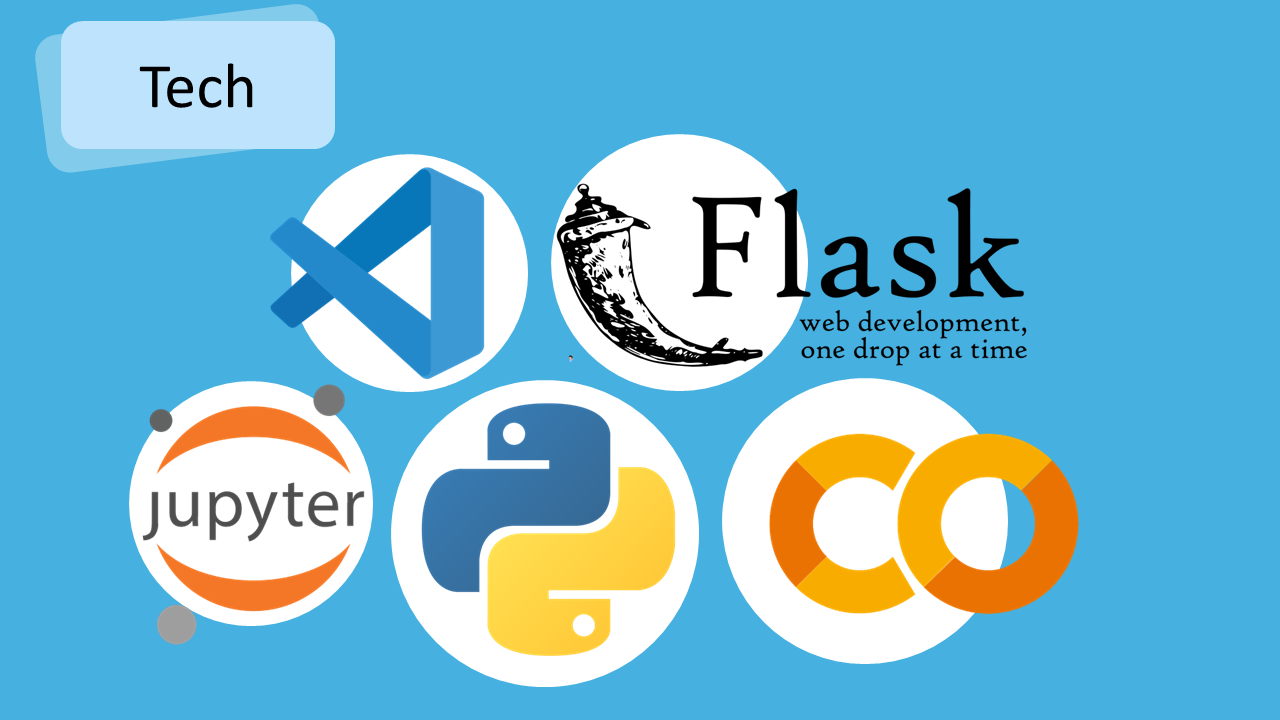 Tech
Flask
web development,
one drop at a time
jupyter